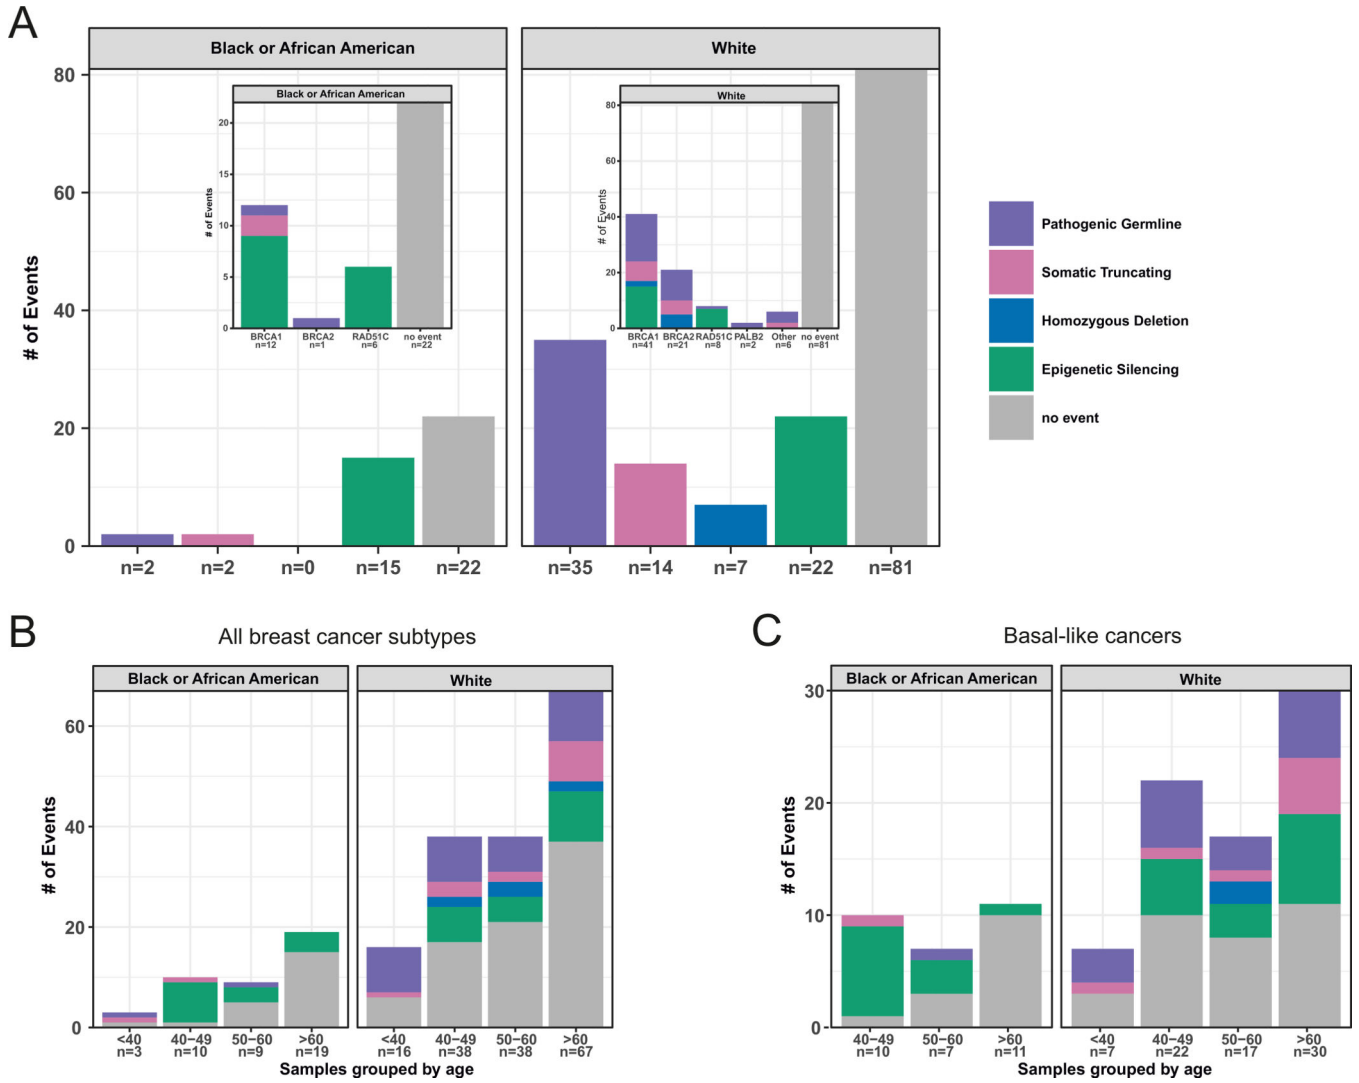 A
Black or African American
White
80
60
40
20
0
# of Events
Black or African American
20
15
10
5
0
# of Events
BRCA1 BRCA2 RAD51C no event
n=12 n=1 n=6 n=22
White
80
60
40
20
0
# of Events
BRCA1 BRCA2 RAD51C PALB2 Other no event
n=41 n=21 n=8 n=2 n=6 n=81
n=2 n=2 n=0 n=15 n=22
n=35 n=14 n=7 n=22 n=81
Pathogenic Germline
Somatic Truncating
Homozygous Deletion
Epigenetic Silencing
no event
B
All breast cancer subtypes
Black or African American
White
60
40
20
0
# of Events
<40 40−49 50−60 >60
n=3 n=10 n=9 n=19
<40 40−49 50−60 >60
n=16 n=38 n=38 n=67
Samples grouped by age
C
Basal-like cancers
Black or African American
White
30
20
10
0
# of Events
40−49 50−60 >60
n=10 n=7 n=11
<40 40−49 50−60 >60
n=7 n=22 n=17 n=30
Samples grouped by age